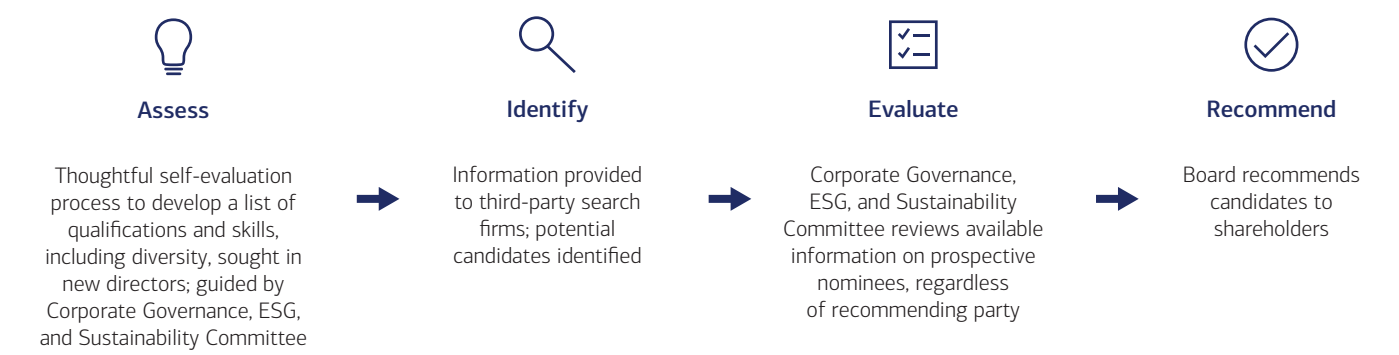 Assess
Thoughtful self-evaluation
process to develop a list of
qualifications and skills,
including diversity, sought in
new directors; guided by
Corporate Governance, ESG,
and Sustainability Committee
Identify
Information provided
to third-party search
firms; potential
candidates identified
Evaluate
Corporate Governance,
ESG, and Sustainability
Committee reviews available
information on prospective
nominees, regardless
of recommending party
Recommend
Board recommends
candidates to
shareholders